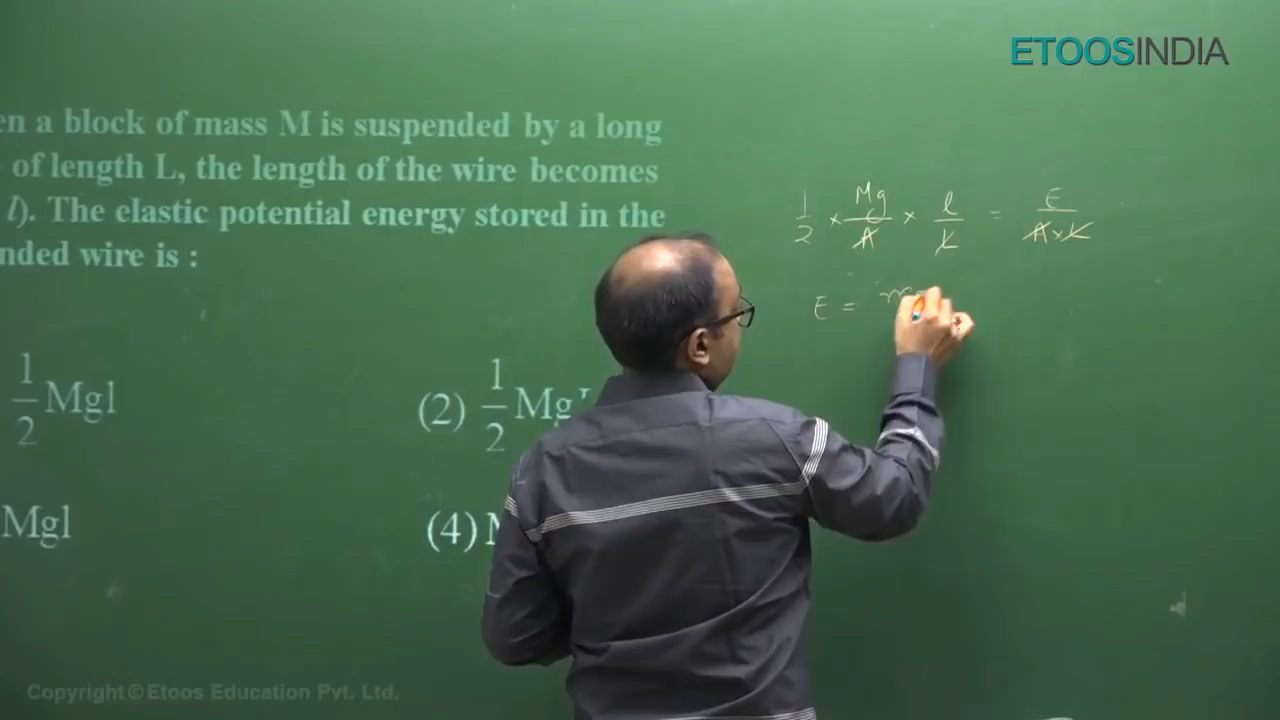 ETOOSINDIA
en a block of mass M is suspended by a long
of length L, the length of the wire becomes
l). The elastic potential energy stored in the
nded wire is :
1/2 × Mg/A × l/L = E/A×L
E =
1/2 Mgl
(2) 1/2 Mg
Mgl
(4)
Copyright©Etoos Education Pvt. Ltd.